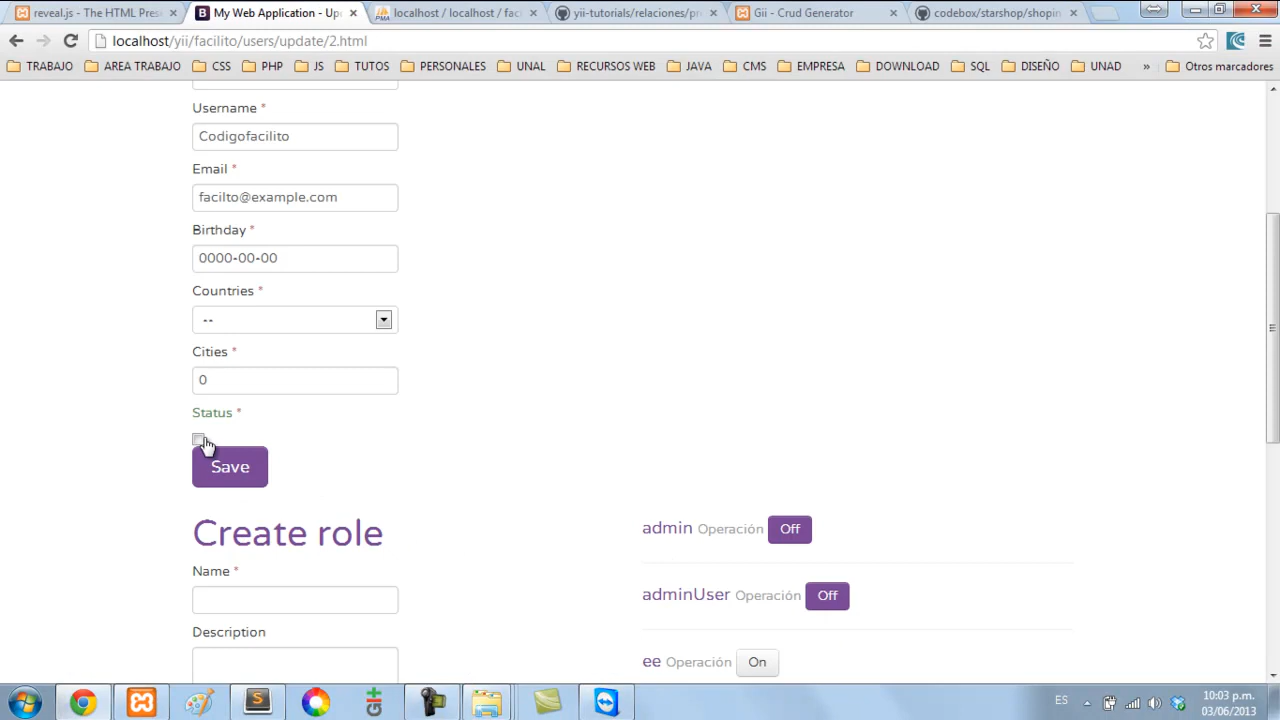 reveal.js - The HTML Pres
My Web Application - Up
localhost / localhost / fac
yii-tutorials/relaciones/pr
Gii - Crud Generator
codebox/starshop/shopin
localhost/yii/facilito/users/update/2.html
TRABAJO
AREA TRABAJO
CSS
PHP
JS
TUTOS
PERSONALES
UNAL
RECURSOS WEB
JAVA
CMS
EMPRESA
DOWNLOAD
SQL
DISEÑO
UNAD
»
Otros marcadores
Username *
Codigofacilito
Email *
facilto@example.com
Birthday *
0000-00-00
Countries *
--
Cities *
0
Status *
Save
Create role
Name *
Description
admin Operación Off
adminUser Operación Off
ee Operación On
ES
10:03 p.m.
03/06/2013